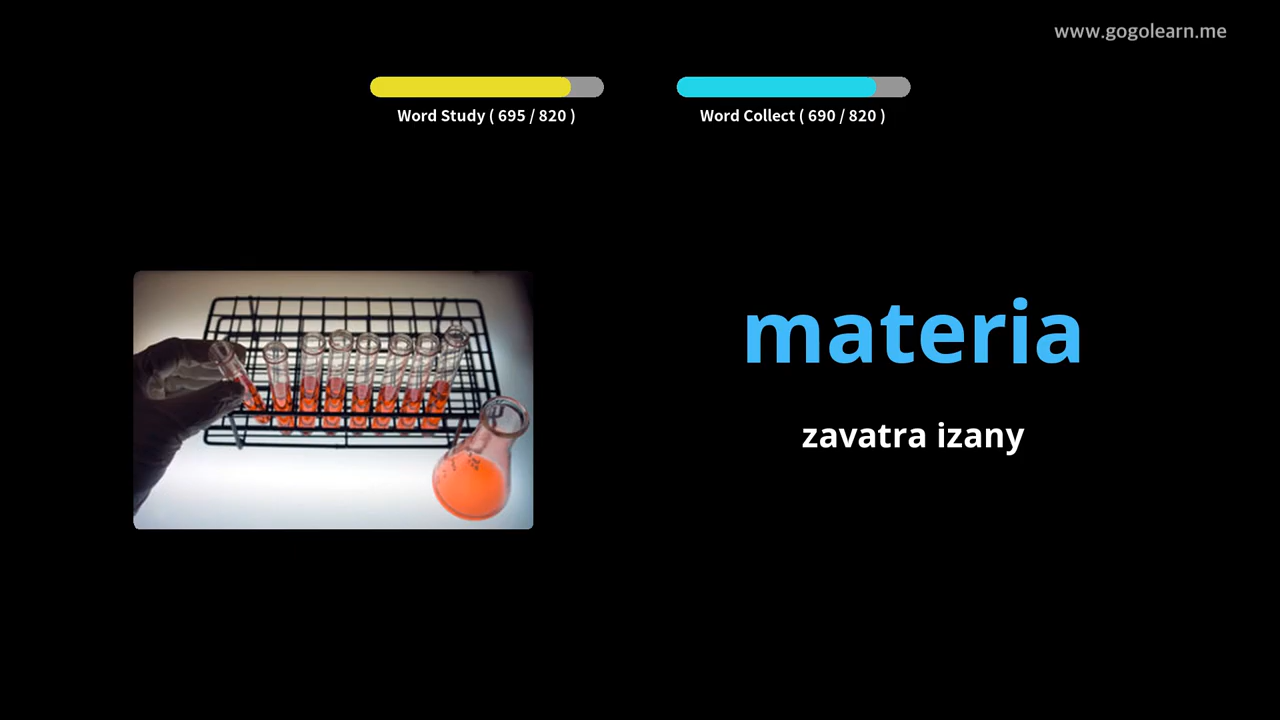 www.gogolearn.me
Word Study ( 695 / 820 )
Word Collect ( 690 / 820 )
materia
zavatra izany